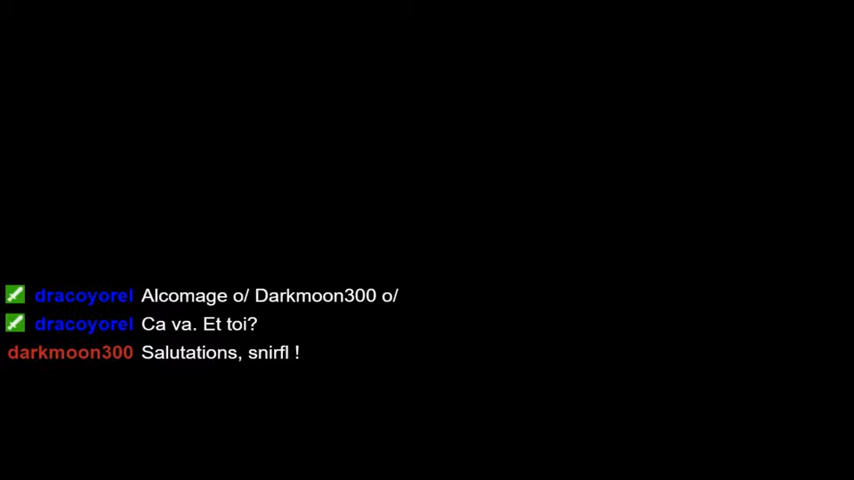 dracoyorel Alcomage o/ Darkmoon300 o/
dracoyorel Ca va. Et toi?
darkmoon300 Salutations, snirfl !